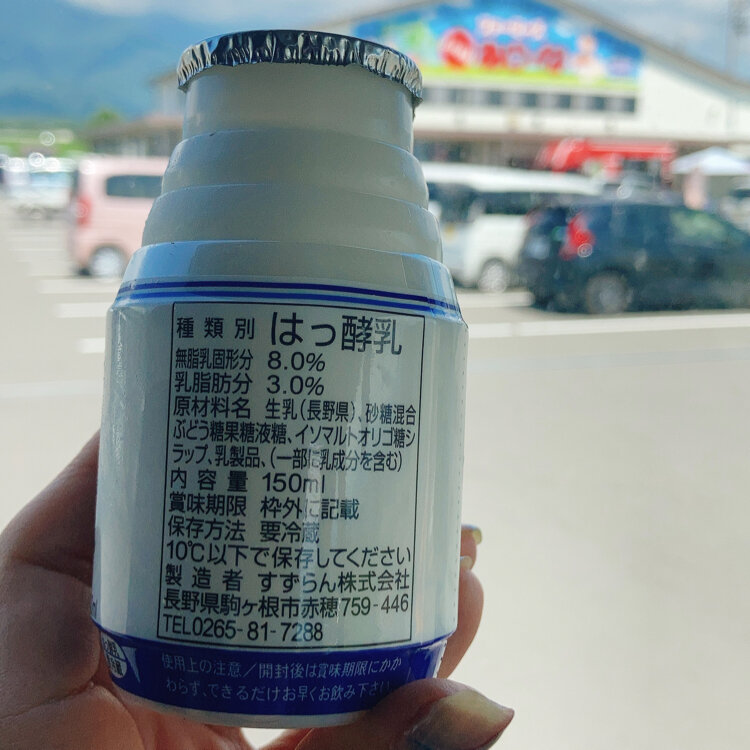 種類別 はっ酵乳
無脂乳固形分 8.0%
乳脂肪分 3.0%
原材料名 生乳(長野県)、砂糖混合
ぶどう糖果糖液糖、イソマルトオリゴ糖シ
ラップ、乳製品、(一部に乳成分を含む)
内容量 150ml
賞味期限 枠外に記載
保存方法 要冷蔵
10℃以下で保存してください
製造者 すずらん株式会社
長野県駒ヶ根市赤穂759-446
TEL0265-81-7288
使用上の注意/開封後は賞味期限にかか
わらず、できるだけお早くお飲み下さい